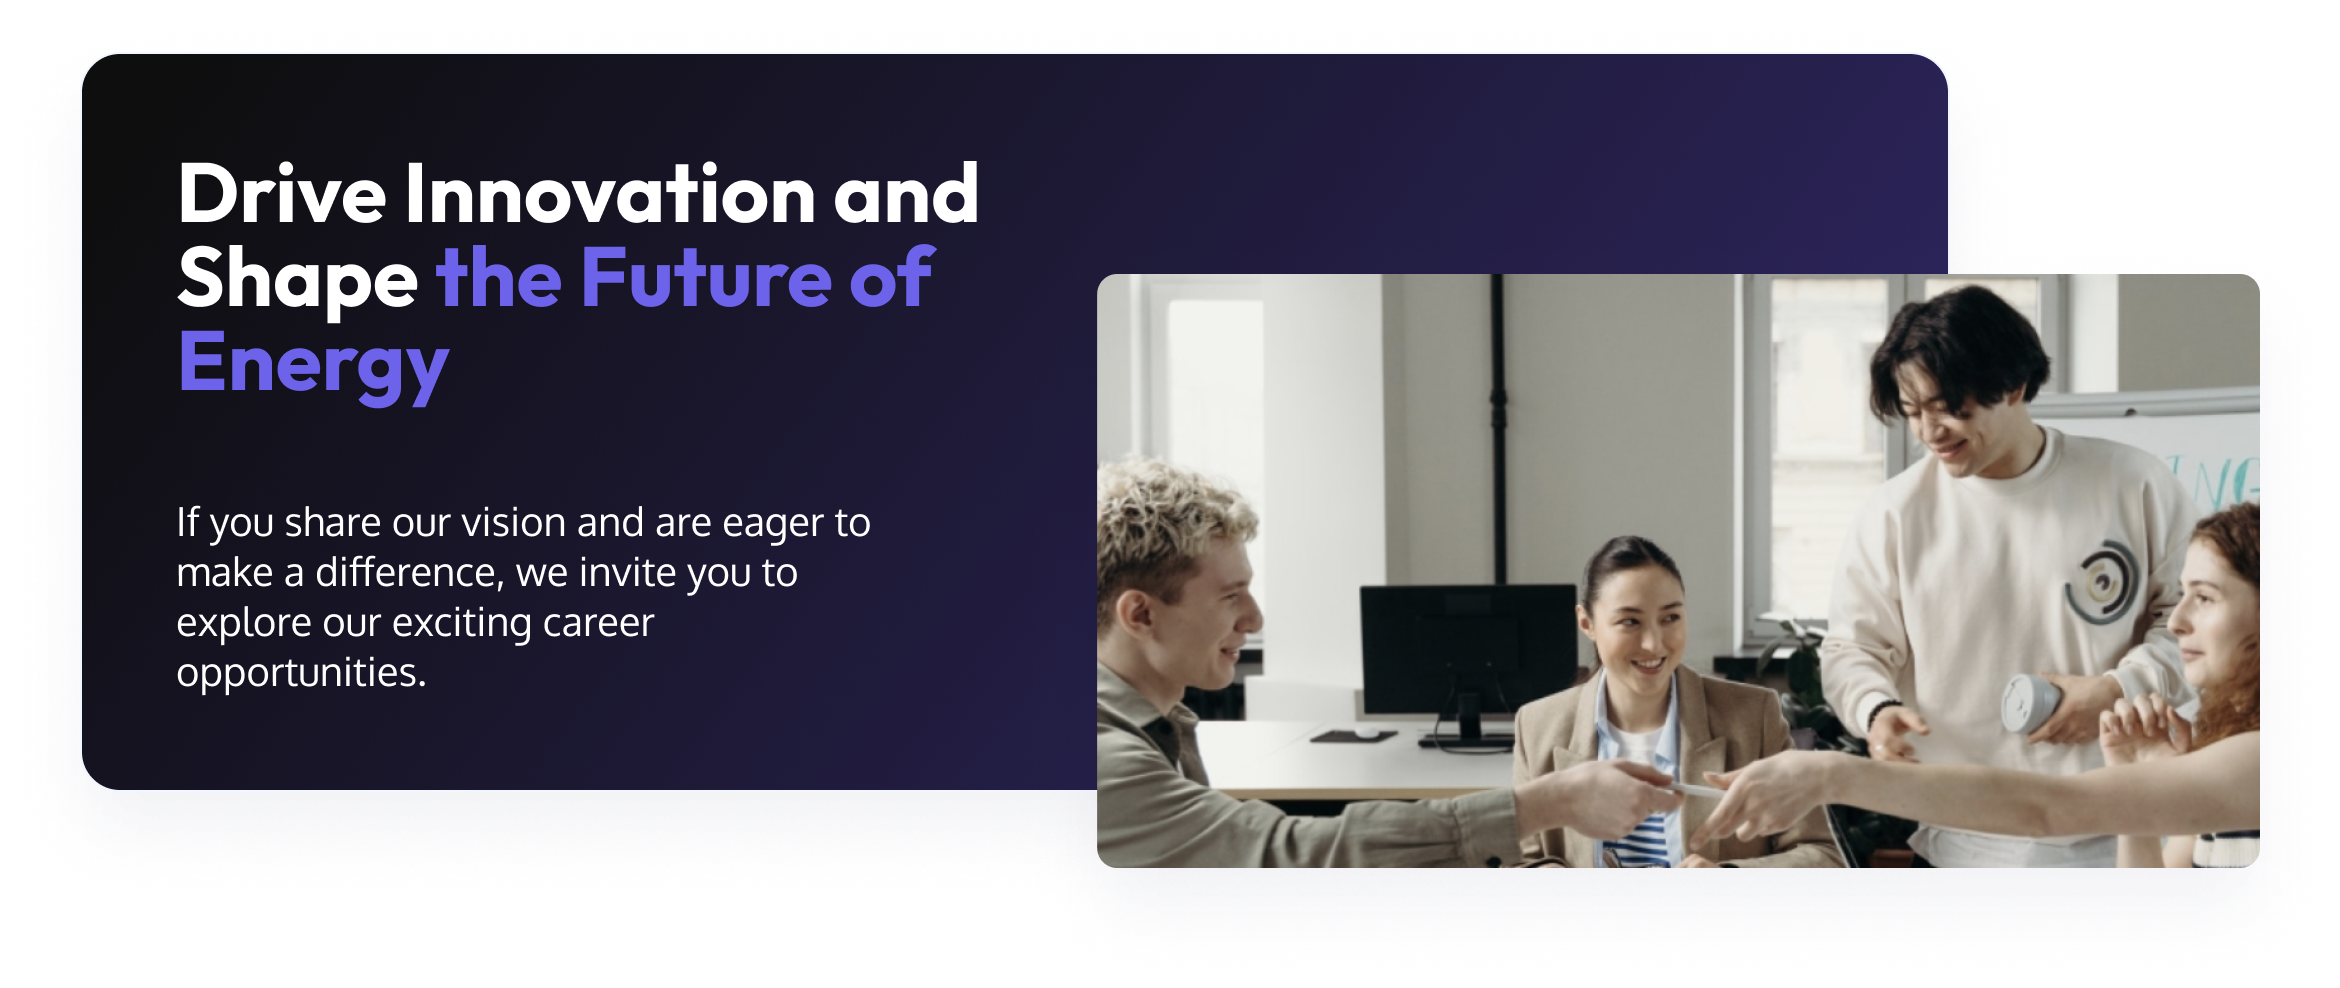 Drive Innovation and
Shape the Future of
Energy
If you share our vision and are eager to
make a difference, we invite you to
explore our exciting career
opportunities.